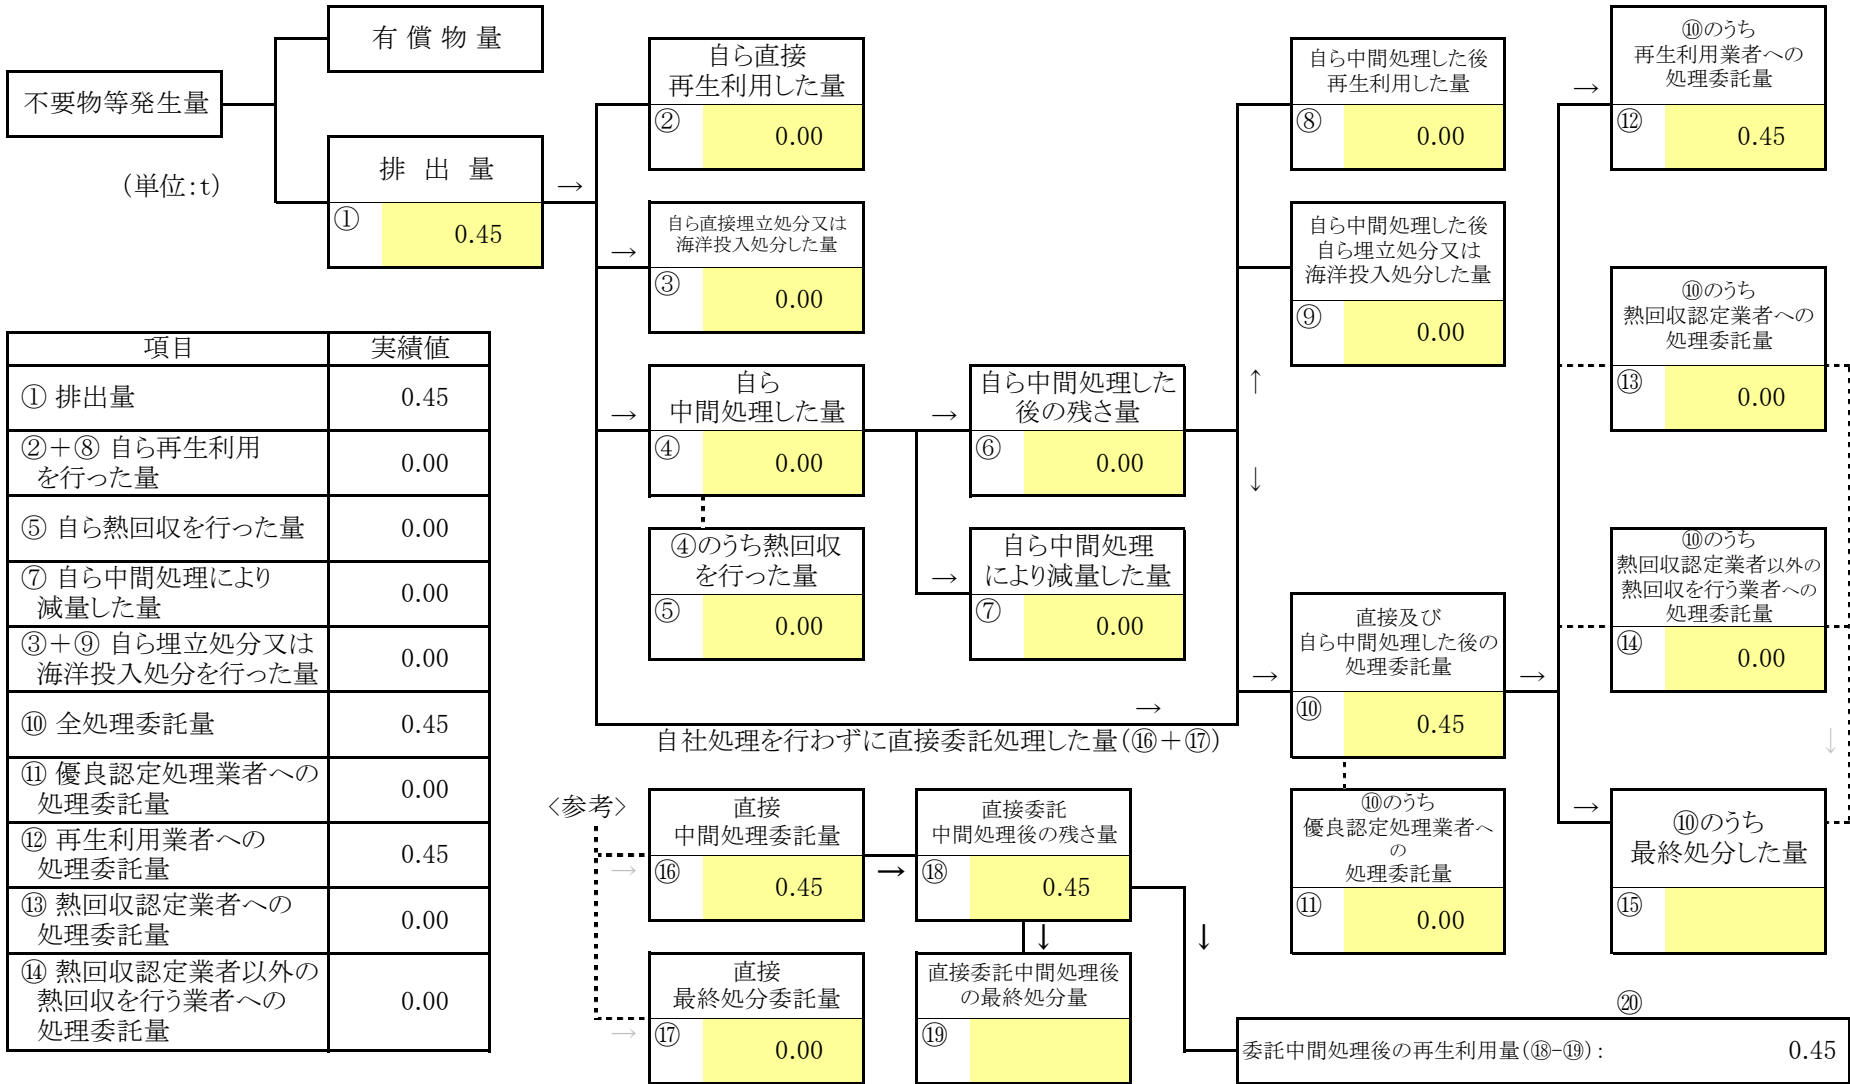 有 償 物 量
不要物等発生量
排 出 量
① 0.45
(単位:t)
→
自ら直接
再生利用した量
② 0.00
→
自ら直接埋立処分又は
海洋投入処分した量
③ 0.00
→
自ら
中間処理した量
④ 0.00
④のうち熱回収
を行った量
⑤ 0.00
→
自ら中間処理した
後の残さ量
⑥ 0.00
→
自ら中間処理
により減量した量
⑦ 0.00
↑
↓
自ら中間処理した後
再生利用した量
⑧ 0.00
自ら中間処理した後
自ら埋立処分又は
海洋投入処分した量
⑨ 0.00
→
直接及び
自ら中間処理した後の
処理委託量
⑩ 0.45
⑩のうち
優良認定処理業者へ
の
処理委託量
⑪ 0.00
→
→
⑩のうち
再生利用業者への
処理委託量
⑫ 0.45
⑩のうち
熱回収認定業者への
処理委託量
⑬ 0.00
⑩のうち
熱回収認定業者以外の
熱回収を行う業者への
処理委託量
⑭ 0.00
↓
→
⑩のうち
最終処分した量
⑮
→
自社処理を行わずに直接委託処理した量(⑯+⑰)
<参考>
→
直接
中間処理委託量
⑯ 0.45
→
直接委託
中間処理後の残さ量
⑱ 0.45
↓
↓
→
直接
最終処分委託量
⑰ 0.00
直接委託中間処理後
の最終処分量
⑲
⑳
委託中間処理後の再生利用量(⑱-⑲): 0.45
項目 実績値
① 排出量 0.45
②+⑧ 自ら再生利用
を行った量 0.00
⑤ 自ら熱回収を行った量 0.00
⑦ 自ら中間処理により
減量した量 0.00
③+⑨ 自ら埋立処分又は
海洋投入処分を行った量 0.00
⑩ 全処理委託量 0.45
⑪ 優良認定処理業者への
処理委託量 0.00
⑫ 再生利用業者への
処理委託量 0.45
⑬ 熱回収認定業者への
処理委託量 0.00
⑭ 熱回収認定業者以外の
熱回収を行う業者への
処理委託量 0.00